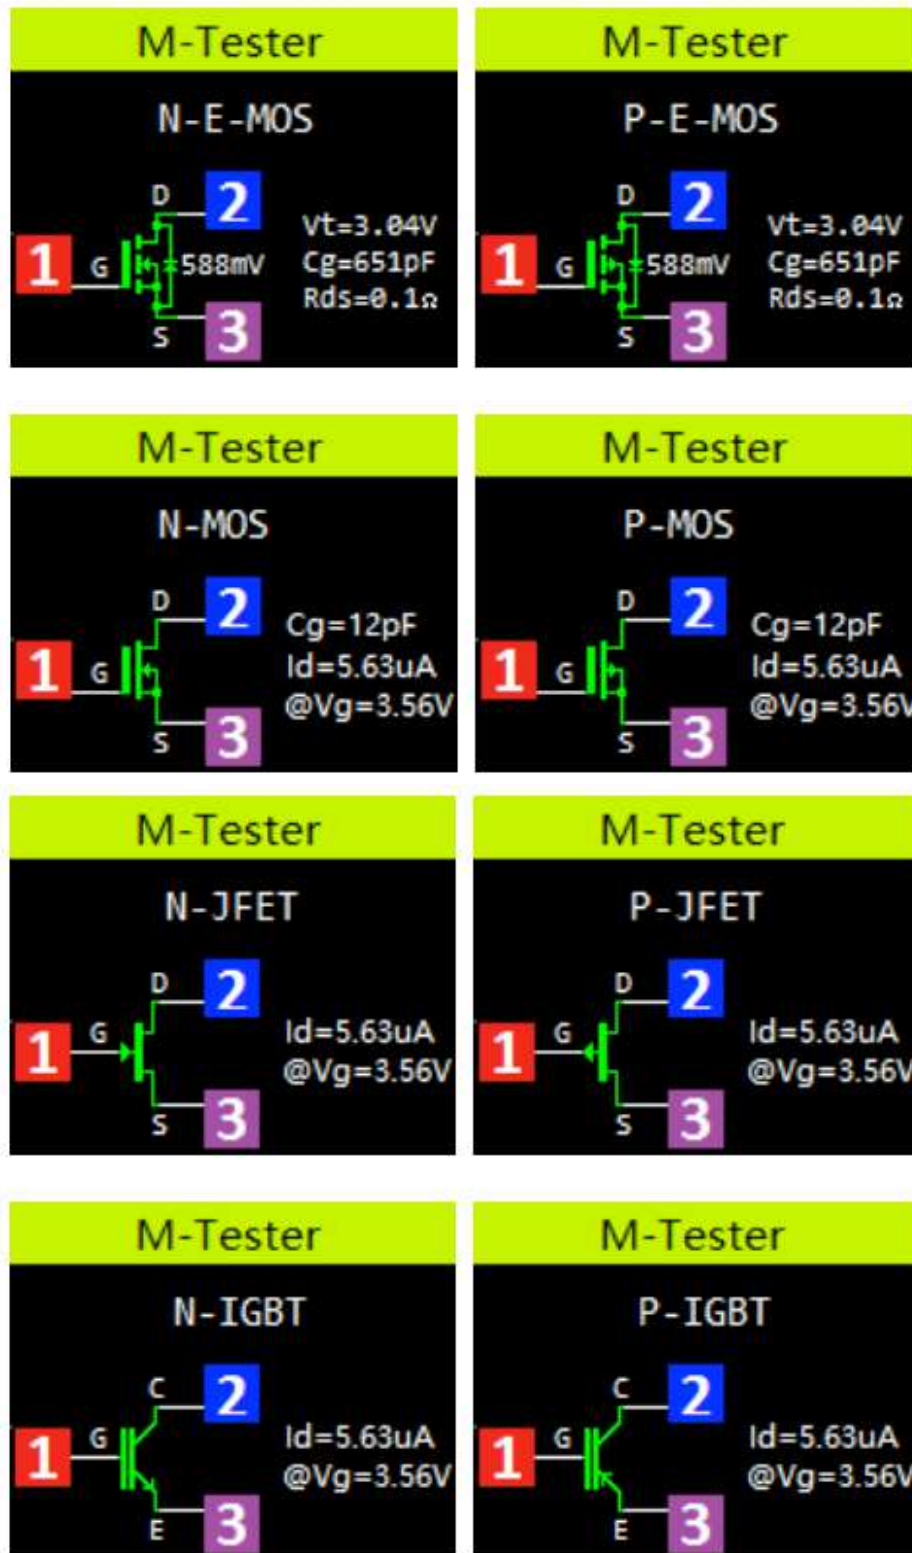 M-Tester
N-E-MOS
D
2
1
G
588mV
S
3
Vt=3.04V
Cg=651pF
Rds=0.1Ω
M-Tester
P-E-MOS
D
2
1
G
588mV
S
3
Vt=3.04V
Cg=651pF
Rds=0.1Ω
M-Tester
N-MOS
D
2
1
G
S
3
Cg=12pF
Id=5.63uA
@Vg=3.56V
M-Tester
P-MOS
D
2
1
G
S
3
Cg=12pF
Id=5.63uA
@Vg=3.56V
M-Tester
N-JFET
D
2
1
G
S
3
Id=5.63uA
@Vg=3.56V
M-Tester
P-JFET
D
2
1
G
S
3
Id=5.63uA
@Vg=3.56V
M-Tester
N-IGBT
C
2
1
G
E
3
Id=5.63uA
@Vg=3.56V
M-Tester
P-IGBT
C
2
1
G
E
3
Id=5.63uA
@Vg=3.56V